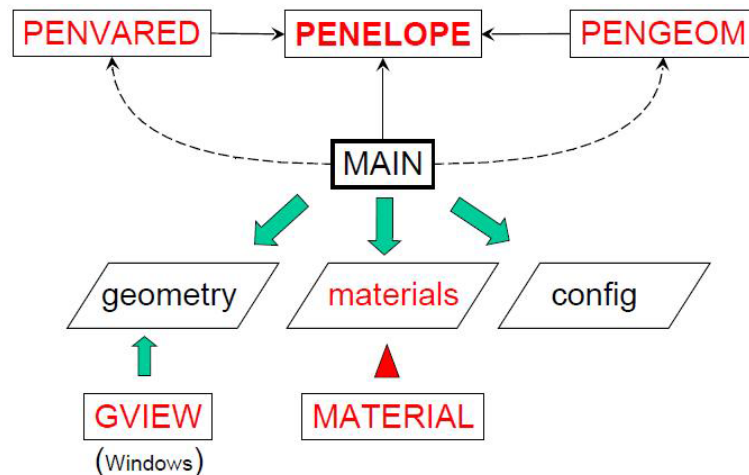 PENVARED
PENELOPE
PENGEOM
MAIN
geometry
materials
config
GVIEW
MATERIAL
(Windows)